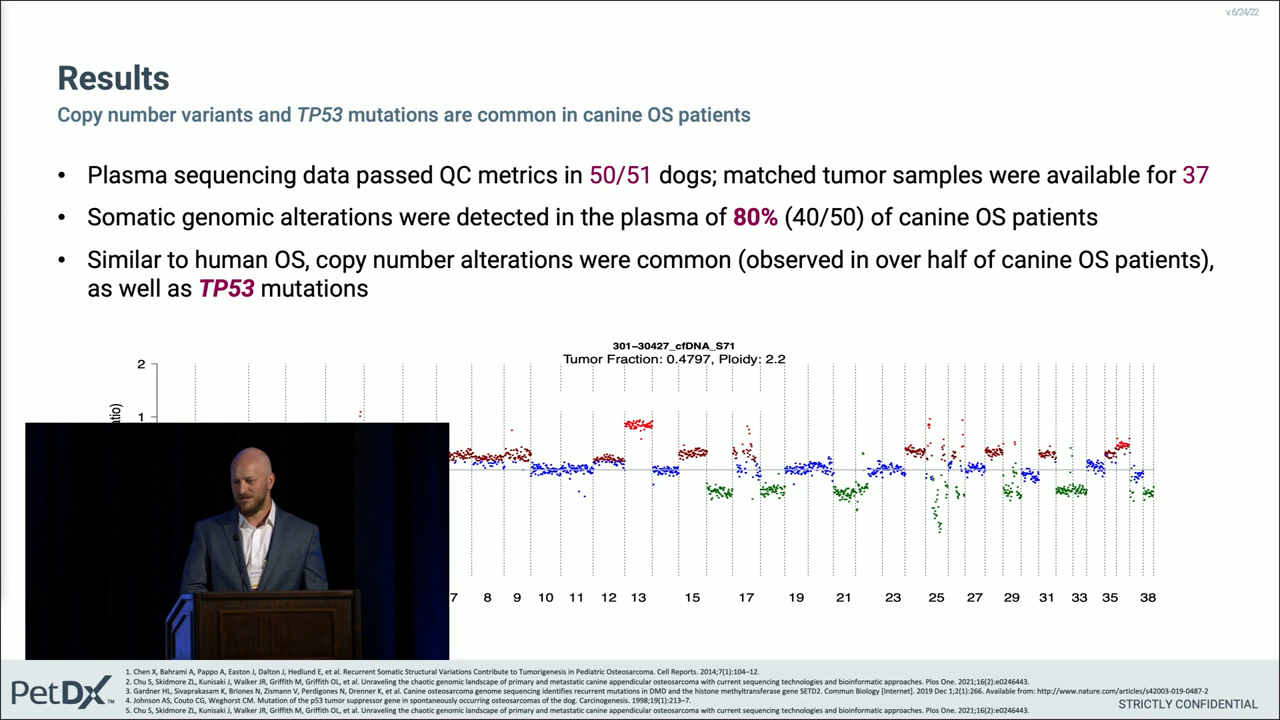 v.6/24/22
Results
Copy number variants and TP53 mutations are common in canine OS patients
• Plasma sequencing data passed QC metrics in 50/51 dogs; matched tumor samples were available for 37
• Somatic genomic alterations were detected in the plasma of 80% (40/50) of canine OS patients
• Similar to human OS, copy number alterations were common (observed in over half of canine OS patients),
as well as TP53 mutations
301–30427_cfDNA_S71
Tumor Fraction: 0.4797, Ploidy: 2.2
2
1
atio)
7 8 9 10 11 12 13 15 17 19 21 23 25 27 29 31 33 35 38
1. Chen X, Bahrami A, Pappo A, Easton J, Dalton J, Hedlund E, et al. Recurrent Somatic Structural Variations Contribute to Tumorigenesis in Pediatric Osteosarcoma. Cell Reports. 2014;7(1):104–12.
2. Chu S, Skidmore ZL, Kunisaki J, Walker JR, Griffith M, Griffith OL, et al. Unraveling the chaotic genomic landscape of primary and metastatic canine appendicular osteosarcoma with current sequencing technologies and bioinformatic approaches. Plos One. 2021;16(2):e0246443.
3. Gardner HL, Sivaprakasam K, Briones N, Zismann V, Perdigones N, Drenner K, et al. Canine osteosarcoma genome sequencing identifies recurrent mutations in DMD and the histone methyltransferase gene SETD2. Commun Biology [Internet]. 2019 Dec 1;2(1):266. Available from: http://www.nature.com/articles/s42003-019-0487-2
4. Johnson AS, Couto CG, Weghorst CM. Mutation of the p53 tumor suppressor gene in spontaneously occurring osteosarcomas of the dog. Carcinogenesis. 1998;19(1):213–7.
5. Chu S, Skidmore ZL, Kunisaki J, Walker JR, Griffith M, Griffith OL, et al. Unraveling the chaotic genomic landscape of primary and metastatic canine appendicular osteosarcoma with current sequencing technologies and bioinformatic approaches. Plos One. 2021;16(2):e0246443.
PetDX™
STRICTLY CONFIDENTIAL